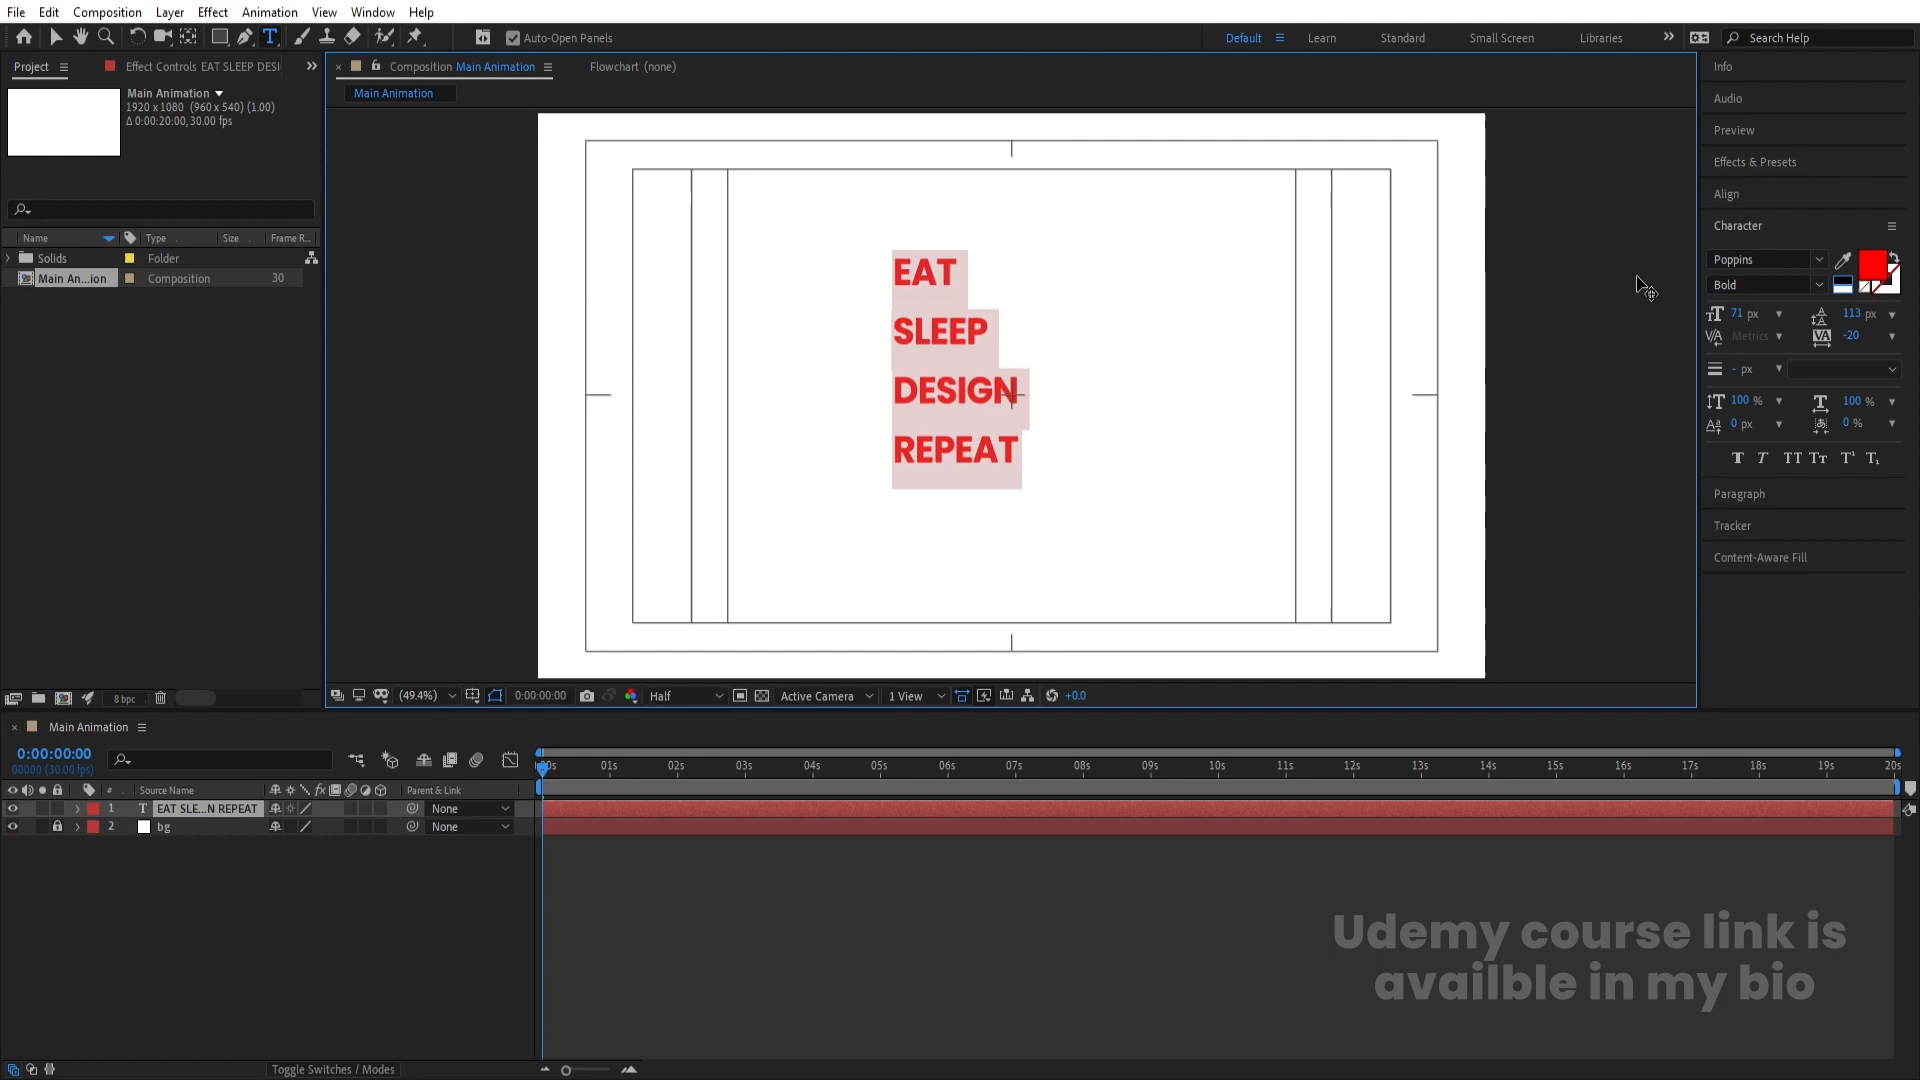 File Edit Composition Layer Effect Animation View Window Help
Auto-Open Panels
Default Learn Standard Small Screen Libraries Search Help
Project Effect Controls EAT SLEEP DESI
Composition Main Animation Flowchart (none)
Main Animation
Main Animation
1920 x 1080 (960 x 540) (1.00)
Δ 0:00:20:00, 30.00 fps
Name Type Size Frame R...
Solids Folder
Main An...ion Composition 30
EAT
SLEEP
DESIGN
REPEAT
Info
Audio
Preview
Effects & Presets
Align
Character
Poppins
Bold
71 px 113 px
Metrics -20
- px
100 % 100 %
0 px 0 %
T T TT Tт T¹ T₁
Paragraph
Tracker
Content-Aware Fill
8 bpc
(49.4%) 0:00:00:00 Half Active Camera 1 View +0.0
Main Animation
0:00:00:00
00000 (30.00 fps)
00s 01s 02s 03s 04s 05s 06s 07s 08s 09s 10s 11s 12s 13s 14s 15s 16s 17s 18s 19s 20s
# Source Name fx Parent & Link
1 T EAT SLE...N REPEAT None
2 bg None
Udemy course link is
availble in my bio
Toggle Switches / Modes